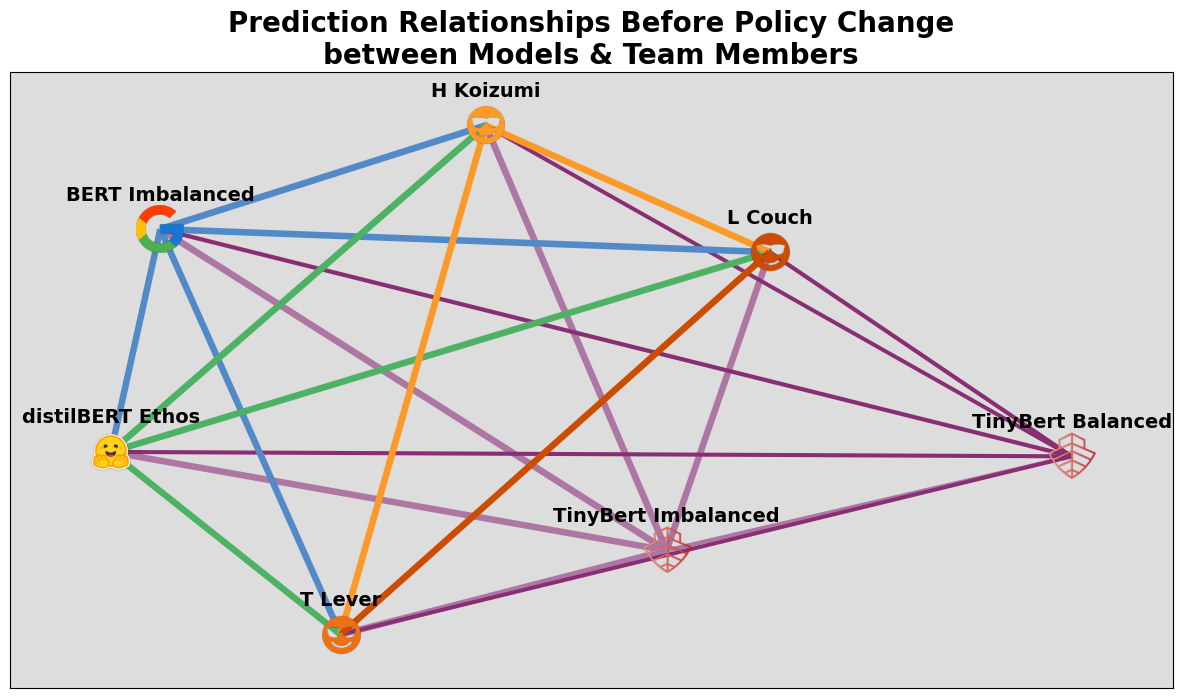 Prediction Relationships Before Policy Change
between Models & Team Members
H Koizumi
BERT Imbalanced
L Couch
distilBERT Ethos
TinyBert Balanced
TinyBert Imbalanced
T Lever